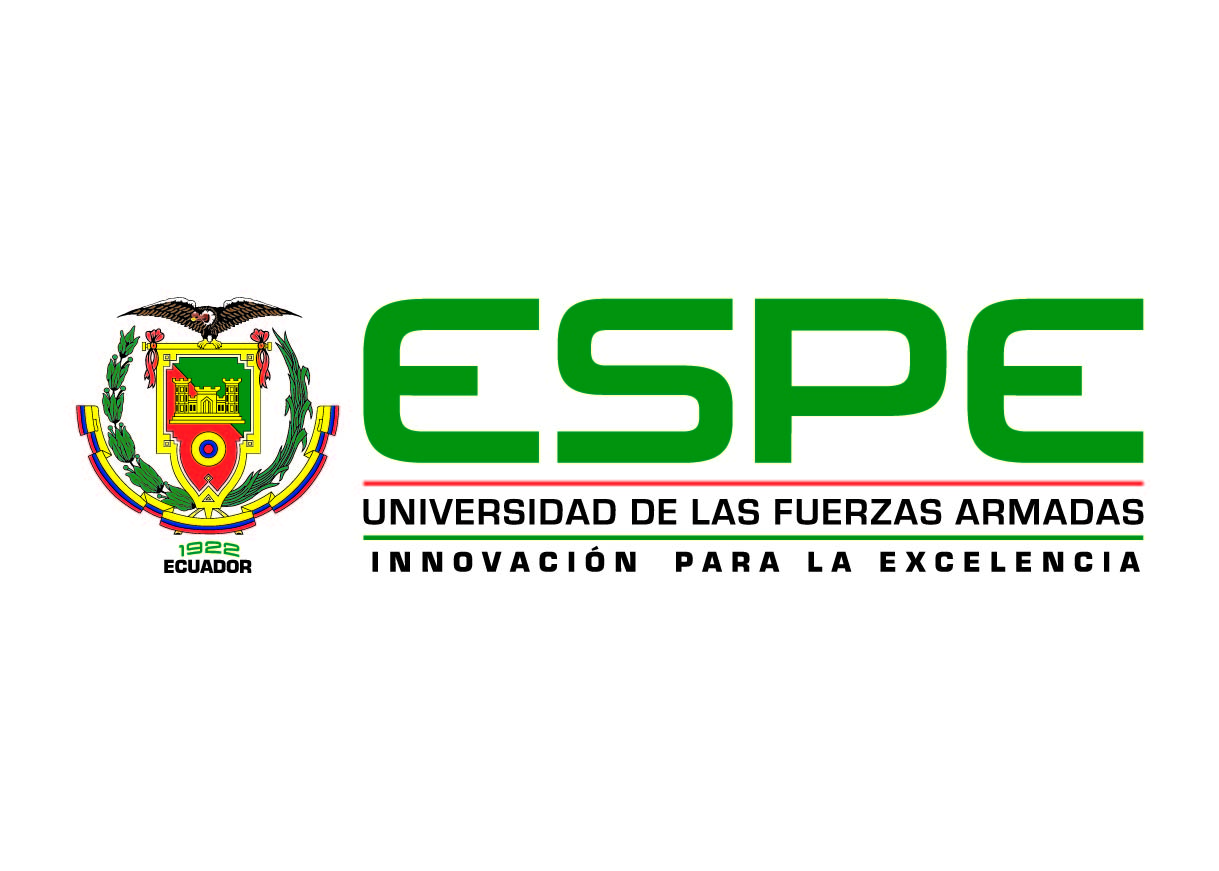 ESPE
UNIVERSIDAD DE LAS FUERZAS ARMADAS
INNOVACIÓN PARA LA EXCELENCIA
1922
ECUADOR